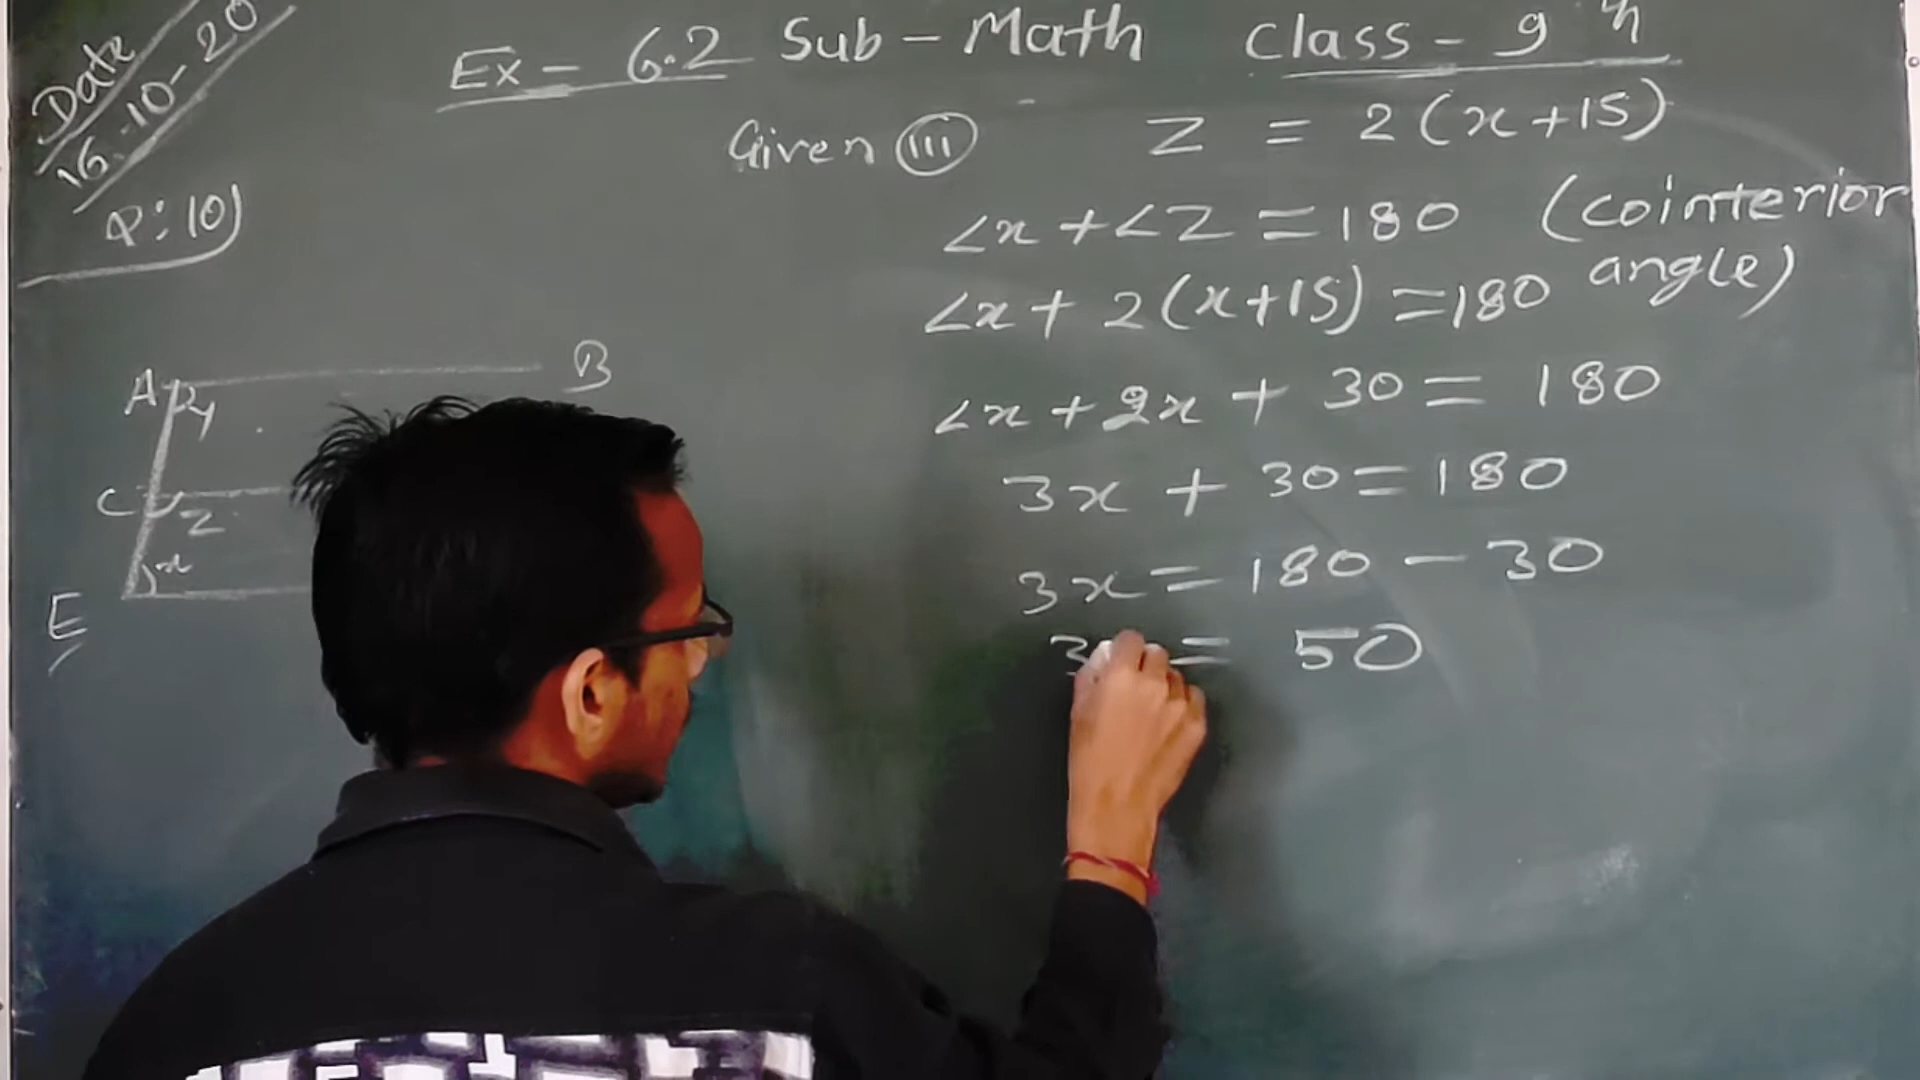 Date
16-10-20
Ex - 6.2 Sub - Math Class - 9th
Q: 10)
Given (III) Z = 2(x+15)
∠x + ∠Z = 180 (cointerior angle)
∠x + 2(x+15) = 180
∠x + 2x + 30 = 180
3x + 30 = 180
3x = 180 - 30
3 = 50
A y B
C z
x
E